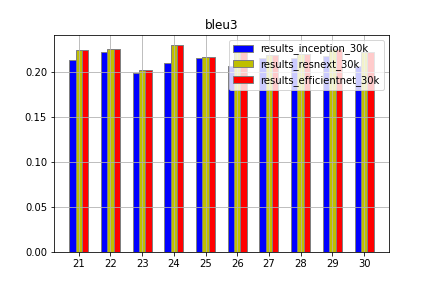 bleu3
results_inception_30k
results_resnext_30k
results_efficientnet_30k
0.20
0.15
0.10
0.05
0.00
21 22 23 24 25 26 27 28 29 30